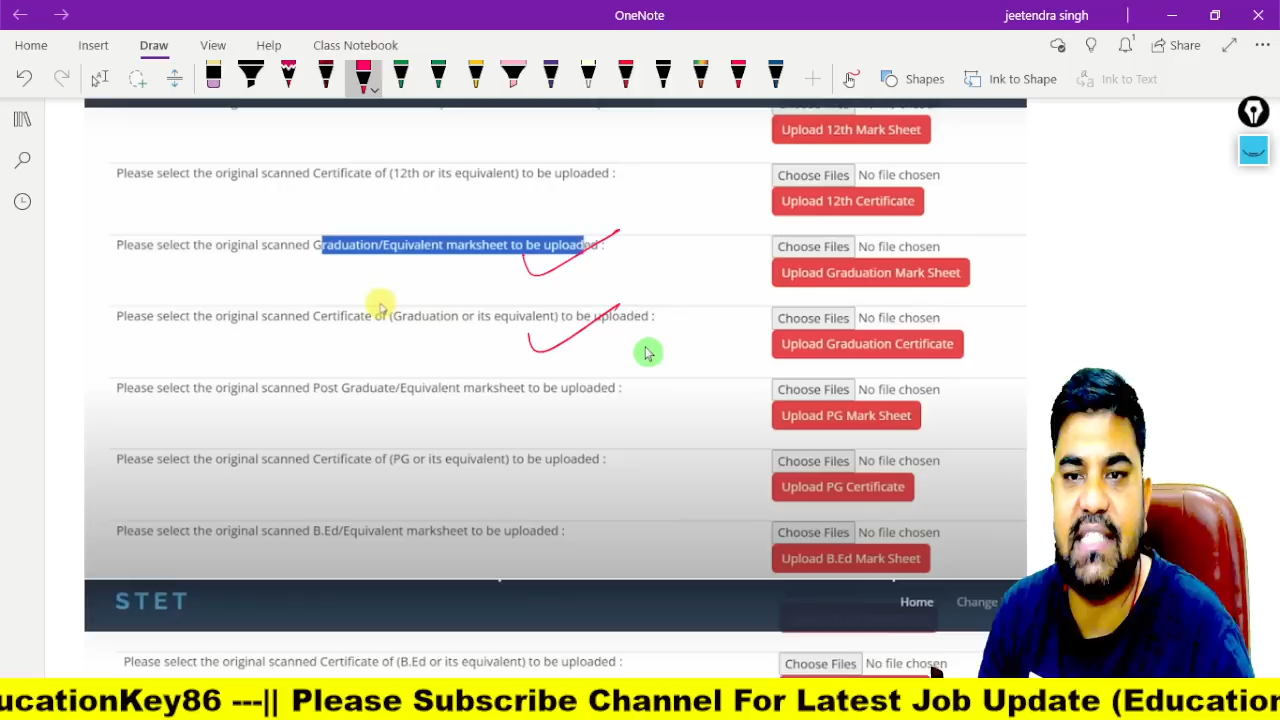 OneNote
jeetendra singh
Home Insert Draw View Help Class Notebook
Share
Shapes Ink to Shape Ink to Text
Upload 12th Mark Sheet
Please select the original scanned Certificate of (12th or its equivalent) to be uploaded :
Choose Files No file chosen
Upload 12th Certificate
Please select the original scanned Graduation/Equivalent marksheet to be uploaded :
Choose Files No file chosen
Upload Graduation Mark Sheet
Please select the original scanned Certificate of (Graduation or its equivalent) to be uploaded :
Choose Files No file chosen
Upload Graduation Certificate
Please select the original scanned Post Graduate/Equivalent marksheet to be uploaded :
Choose Files No file chosen
Upload PG Mark Sheet
Please select the original scanned Certificate of (PG or its equivalent) to be uploaded :
Choose Files No file chosen
Upload PG Certificate
Please select the original scanned B.Ed/Equivalent marksheet to be uploaded :
Choose Files No file chosen
Upload B.Ed Mark Sheet
STET
Home Change
Please select the original scanned Certificate of (B.Ed or its equivalent) to be uploaded :
Choose Files No file chosen
ucationKey86 ---|| Please Subscribe Channel For Latest Job Update (Education